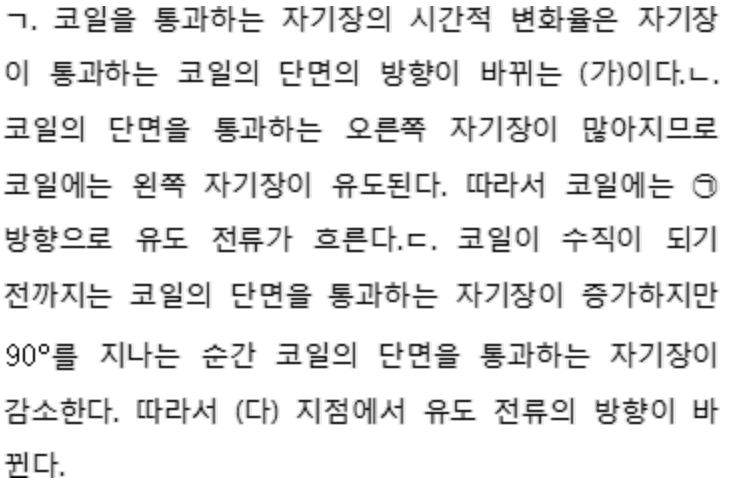 ㄱ. 코일을 통과하는 자기장의 시간적 변화율은 자기장
이 통과하는 코일의 단면의 방향이 바뀌는 (가)이다.ㄴ.
코일의 단면을 통과하는 오른쪽 자기장이 많아지므로
코일에는 왼쪽 자기장이 유도된다. 따라서 코일에는 ㉠
방향으로 유도 전류가 흐른다.ㄷ. 코일이 수직이 되기
전까지는 코일의 단면을 통과하는 자기장이 증가하지만
90°를 지나는 순간 코일의 단면을 통과하는 자기장이
감소한다. 따라서 (다) 지점에서 유도 전류의 방향이 바
뀐다.